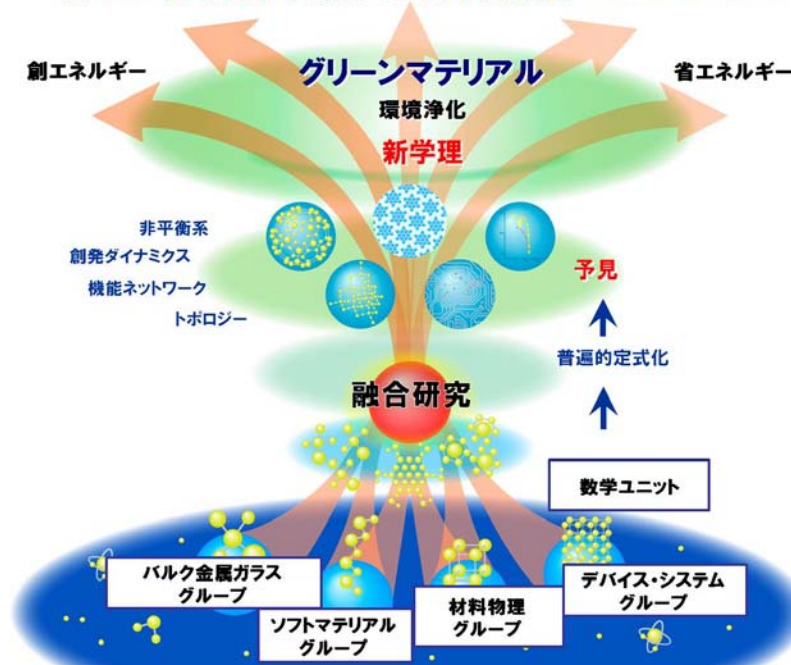 グリーンマテリアル
創エネルギー
省エネルギー
環境浄化
新学理
非平衡系
創発ダイナミクス
機能ネットワーク
トポロジー
予見
普遍的定式化
融合研究
数学ユニット
バルク金属ガラス
グループ
ソフトマテリアル
グループ
材料物理
グループ
デバイス・システム
グループ